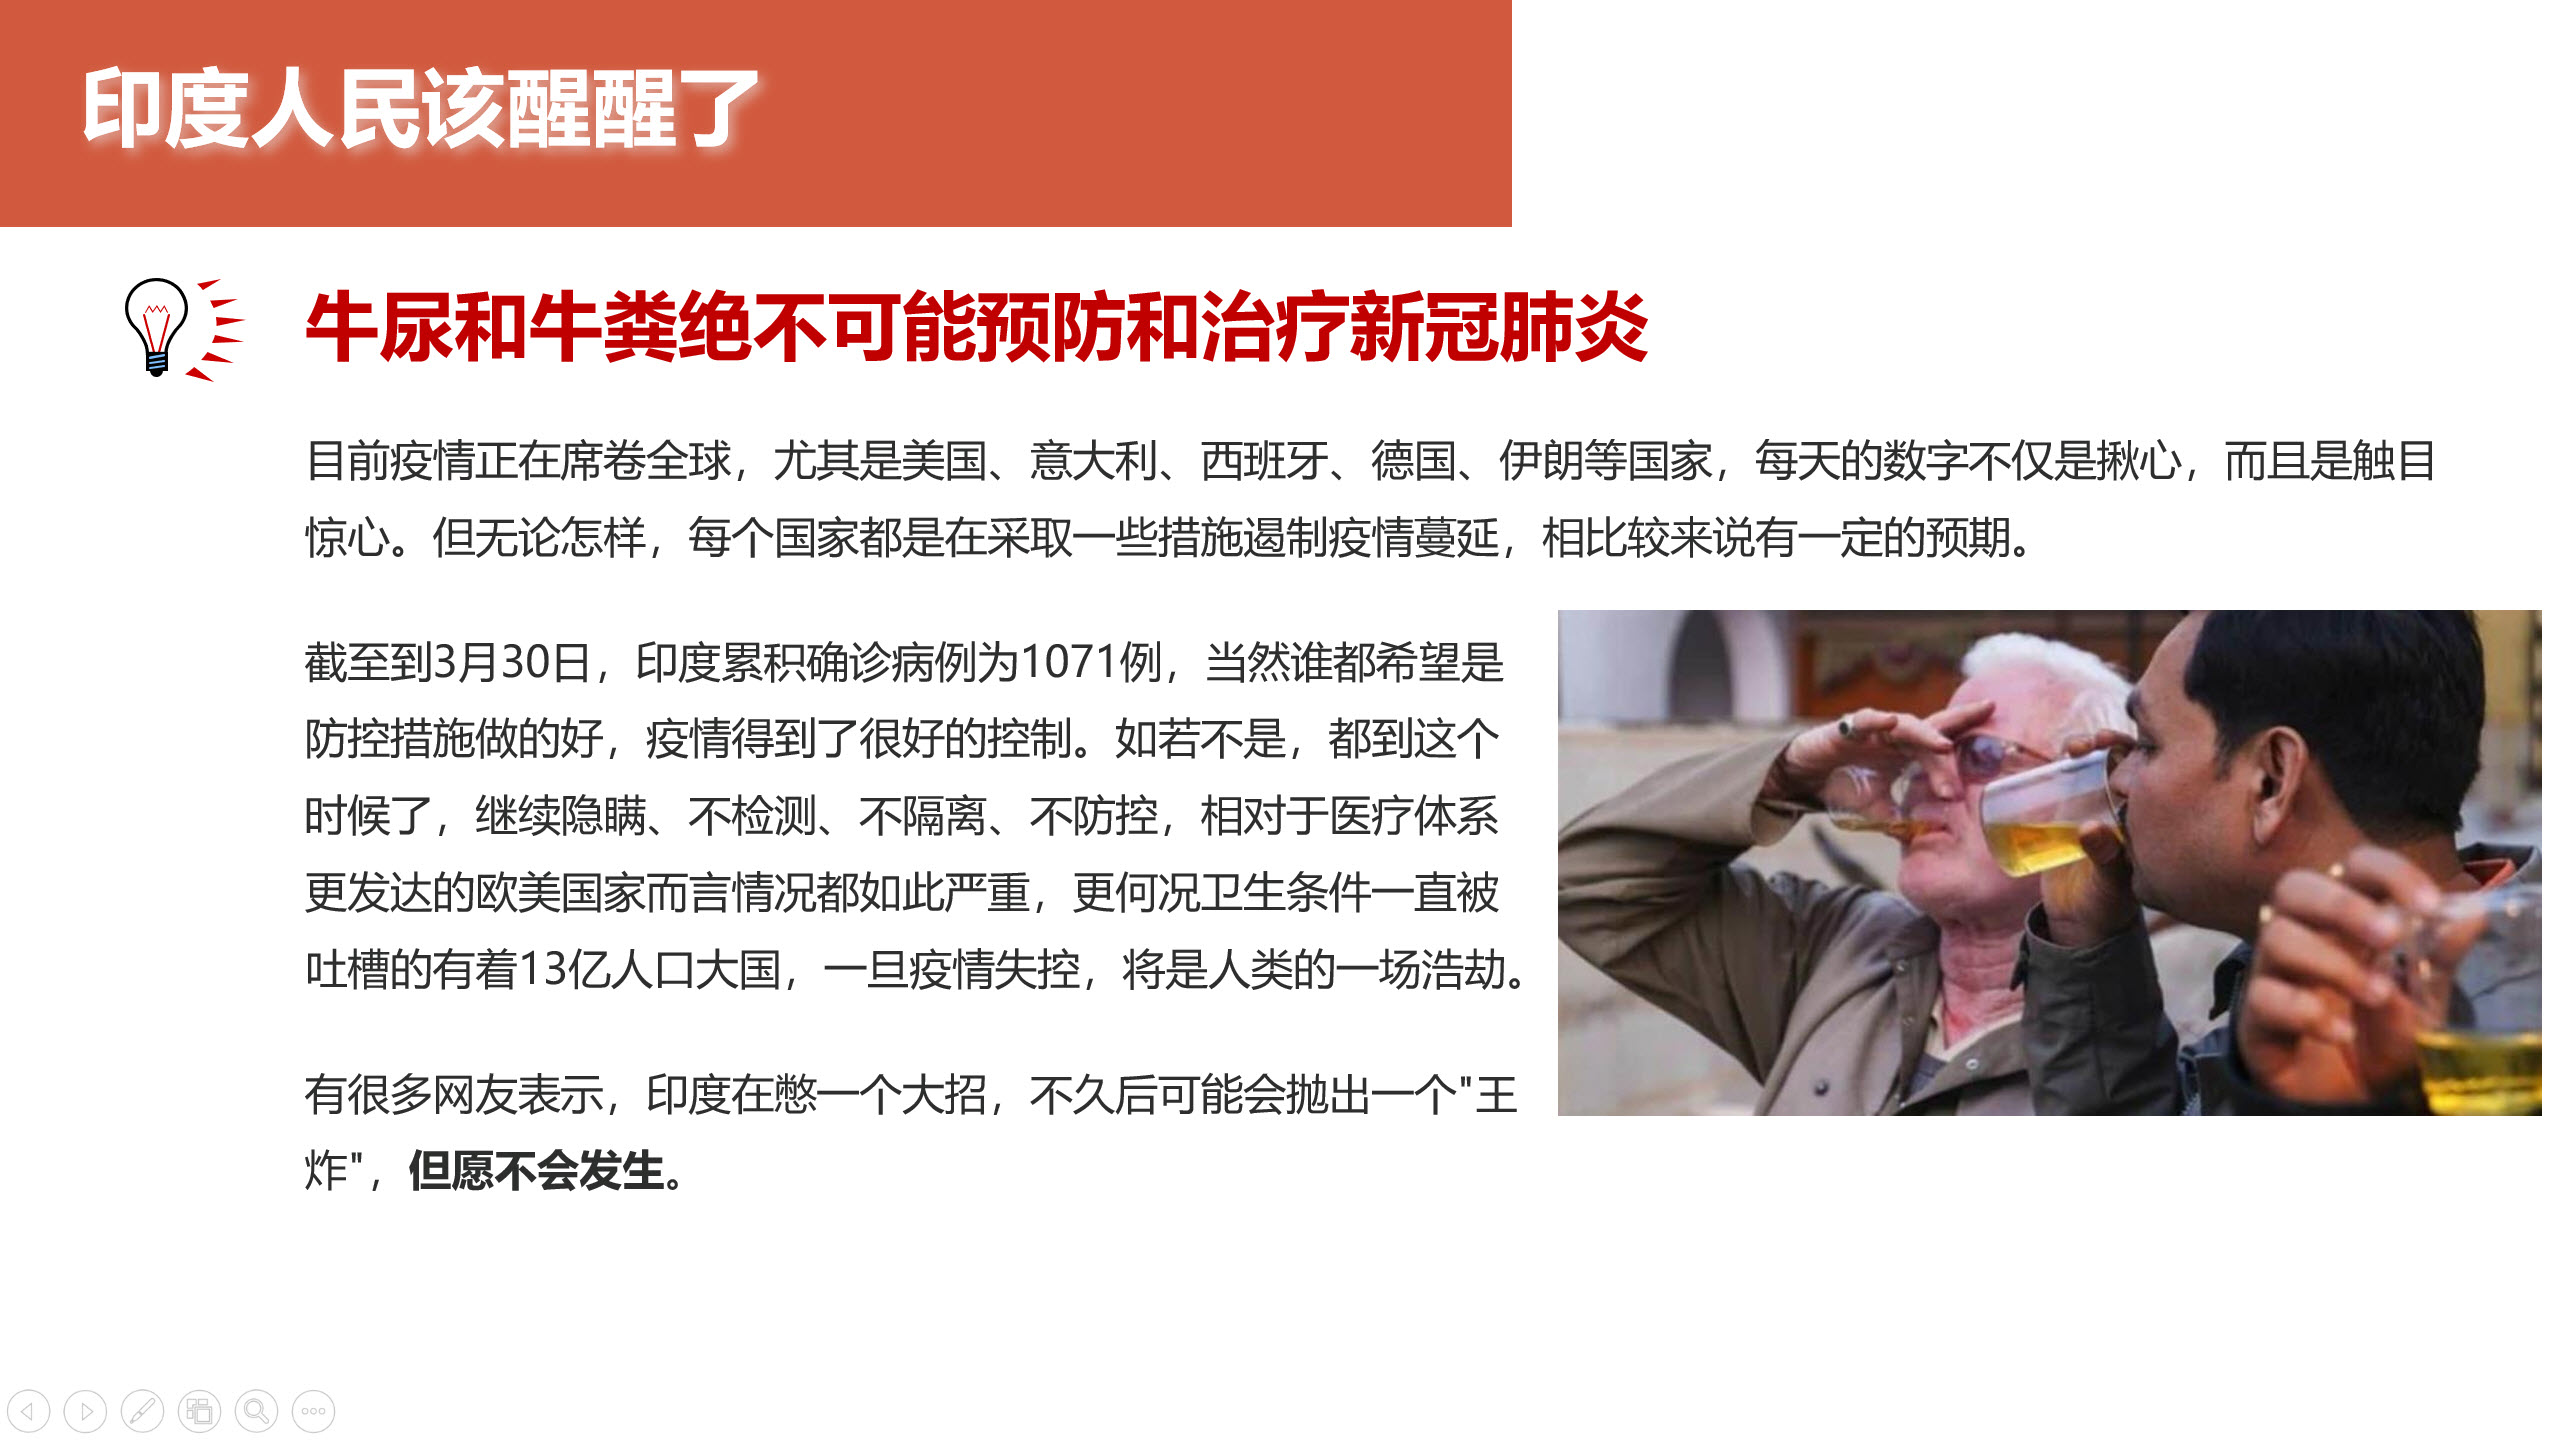 印度人民该醒醒了
牛尿和牛粪绝不可能预防和治疗新冠肺炎
目前疫情正在席卷全球，尤其是美国、意大利、西班牙、德国、伊朗等国家，每天的数字不仅是揪心，而且是触目
惊心。但无论怎样，每个国家都是在采取一些措施遏制疫情蔓延，相比较来说有一定的预期。
截至到3月30日，印度累积确诊病例为1071例，当然谁都希望是
防控措施做的好，疫情得到了很好的控制。如若不是，都到这个
时候了，继续隐瞒、不检测、不隔离、不防控，相对于医疗体系
更发达的欧美国家而言情况都如此严重，更何况卫生条件一直被
吐槽的有着13亿人口大国，一旦疫情失控，将是人类的一场浩劫。
有很多网友表示，印度在憋一个大招，不久后可能会抛出一个"王
炸"，但愿不会发生。